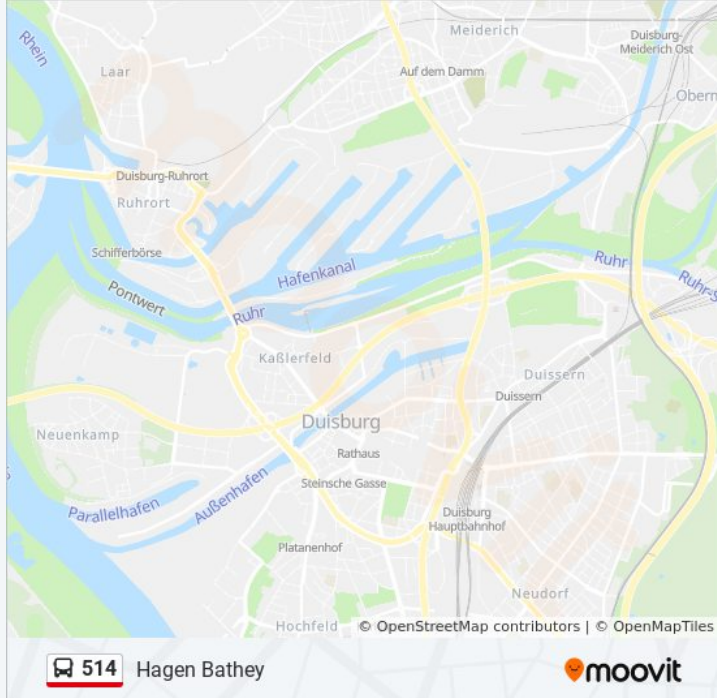 Meiderich
Duisburg-
Meiderich Ost
Rhein
Laar
Auf dem Damm
Oberm
Duisburg-Ruhrort
Ruhrort
Schifferbörse
Hafenkanal
Ruhr
Ruhr-S
Pontwert
Ruhr
Kaßlerfeld
Duissern
Duissern
Duisburg
Neuenkamp
Rathaus
Steinsche Gasse
Außenhafen
Parallelhafen
Duisburg
Hauptbahnhof
Platanenhof
Neudorf
Hochfeld
© OpenStreetMap contributors | © OpenMapTiles
514 Hagen Bathey
moovit